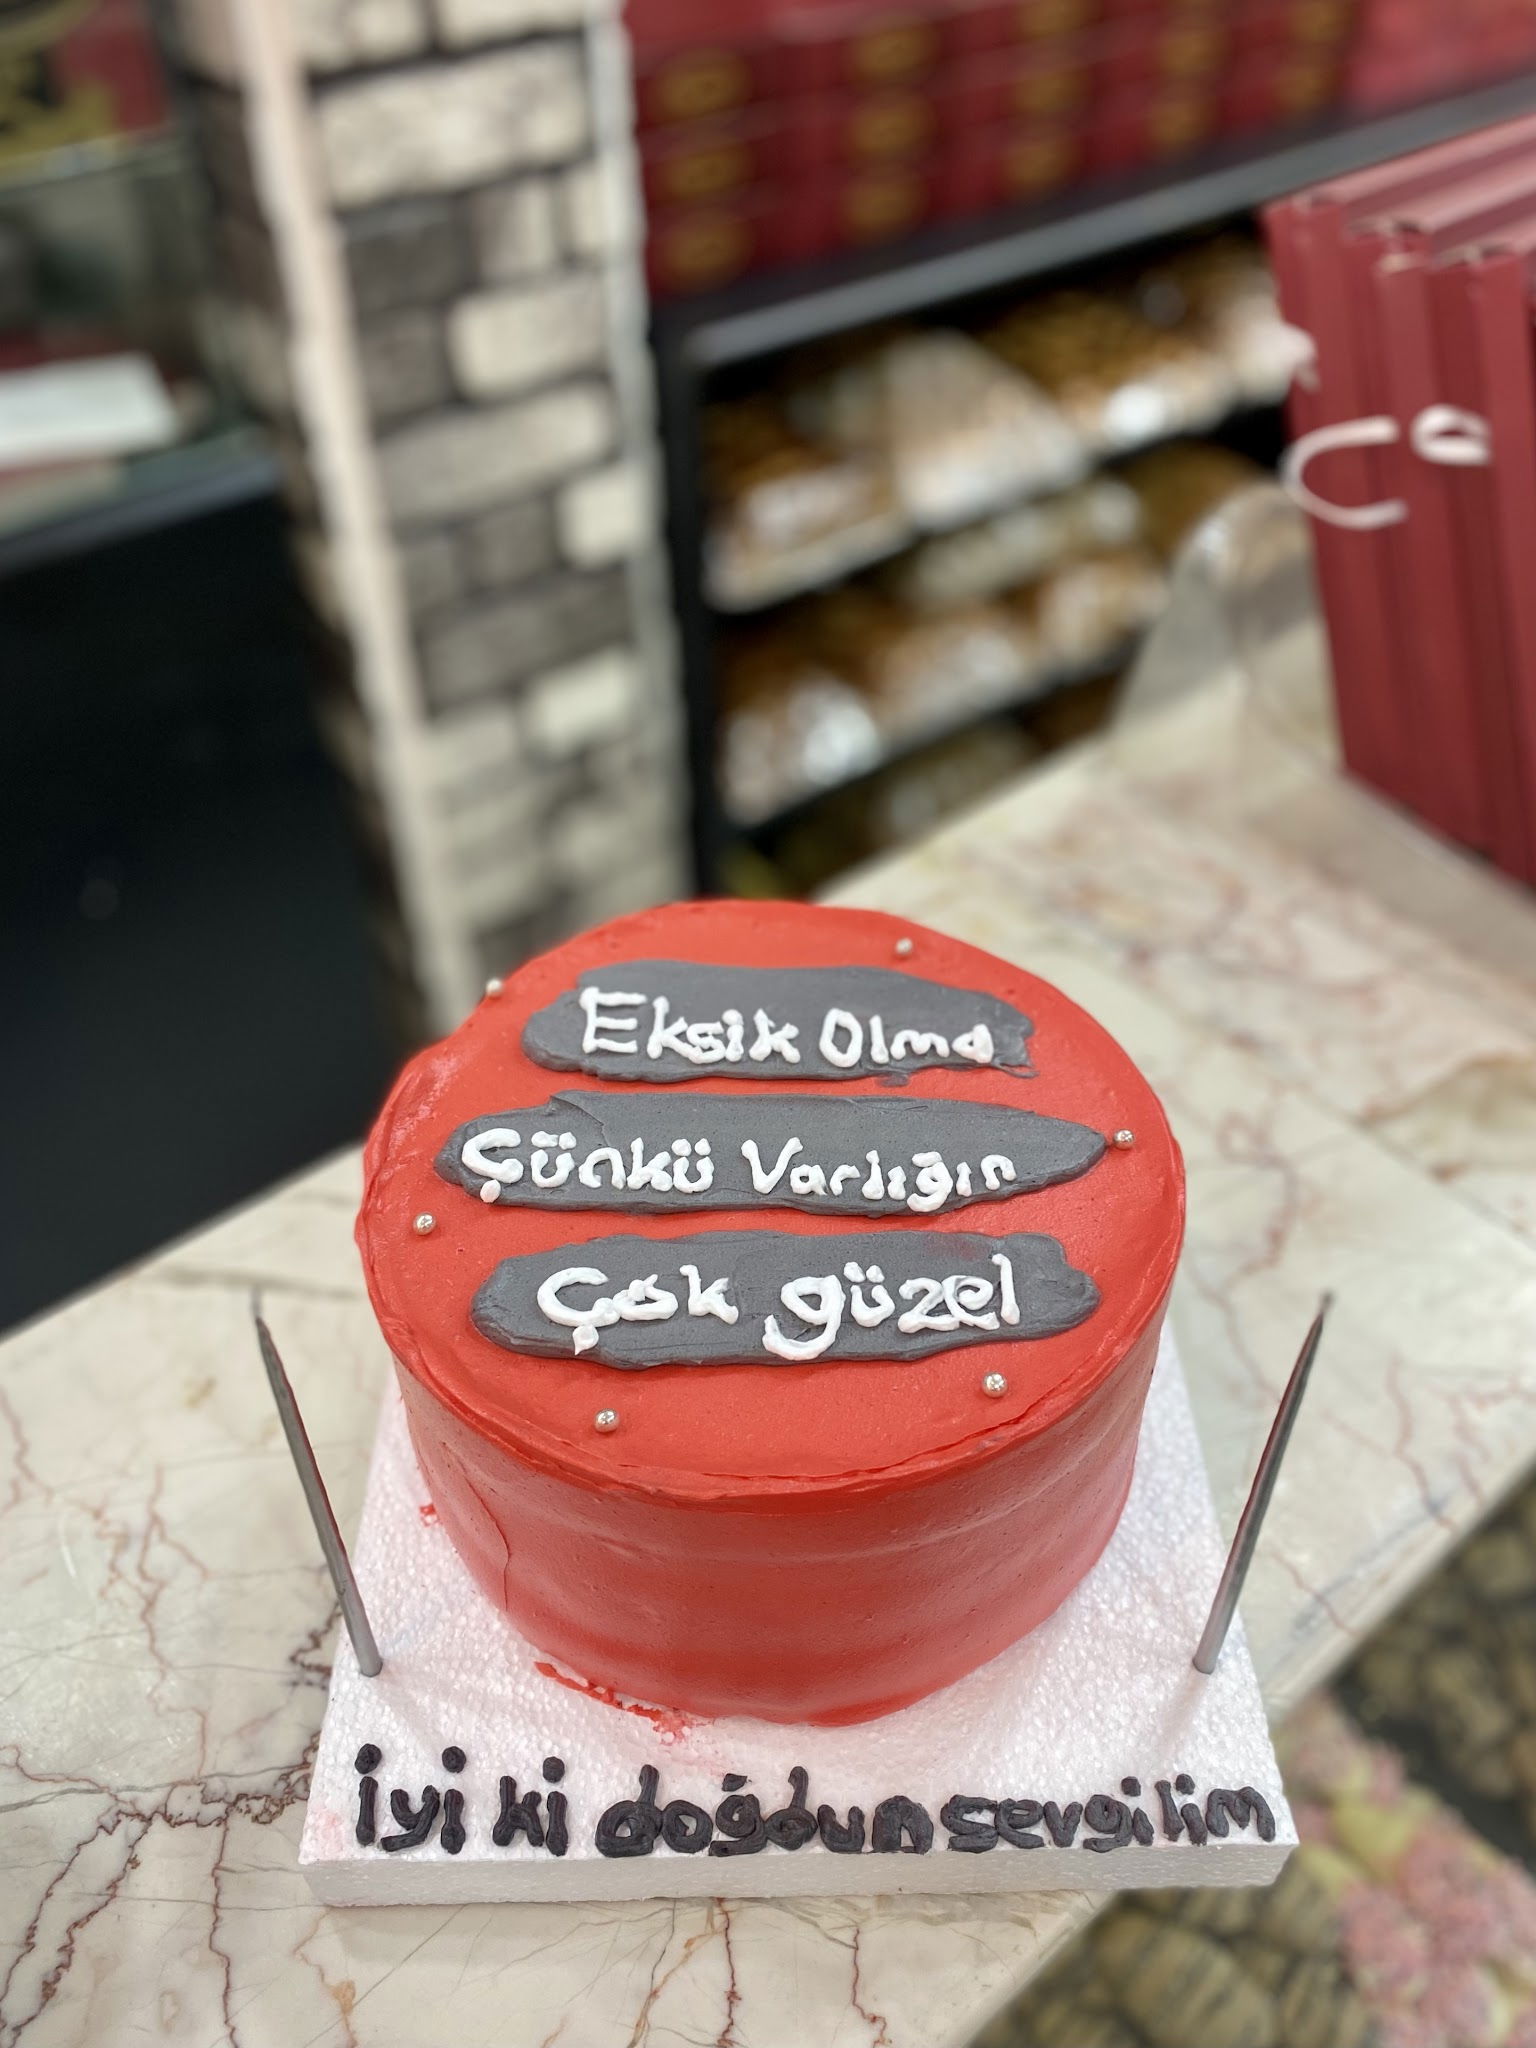 Eksik Olma
Çünkü Varlığın
Çok güzel
iyi ki doğdun sevgilim